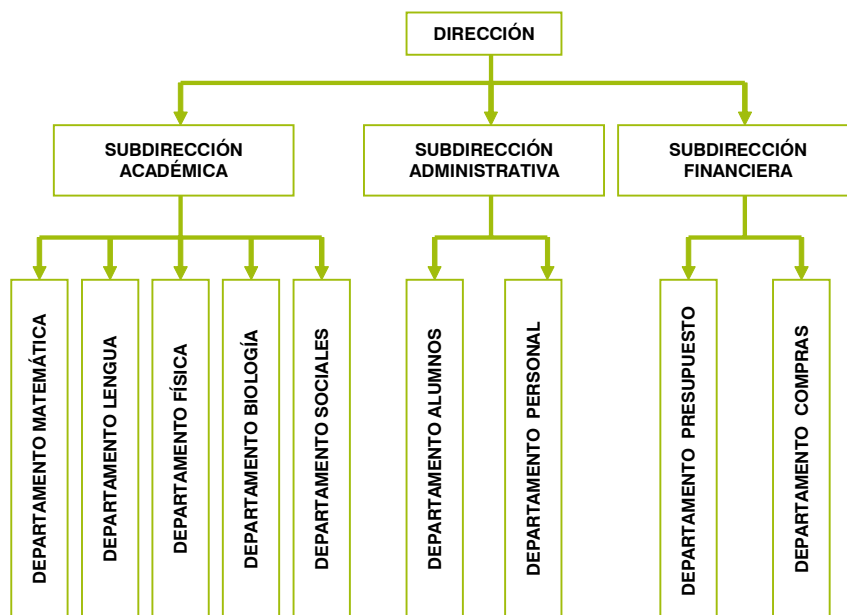 DIRECCIÓN
SUBDIRECCIÓN
ACADÉMICA
SUBDIRECCIÓN
ADMINISTRATIVA
SUBDIRECCIÓN
FINANCIERA
DEPARTAMENTO MATEMÁTICA
DEPARTAMENTO LENGUA
DEPARTAMENTO FÍSICA
DEPARTAMENTO BIOLOGÍA
DEPARTAMENTO SOCIALES
DEPARTAMENTO ALUMNOS
DEPARTAMENTO PERSONAL
DEPARTAMENTO PRESUPUESTO
DEPARTAMENTO COMPRAS